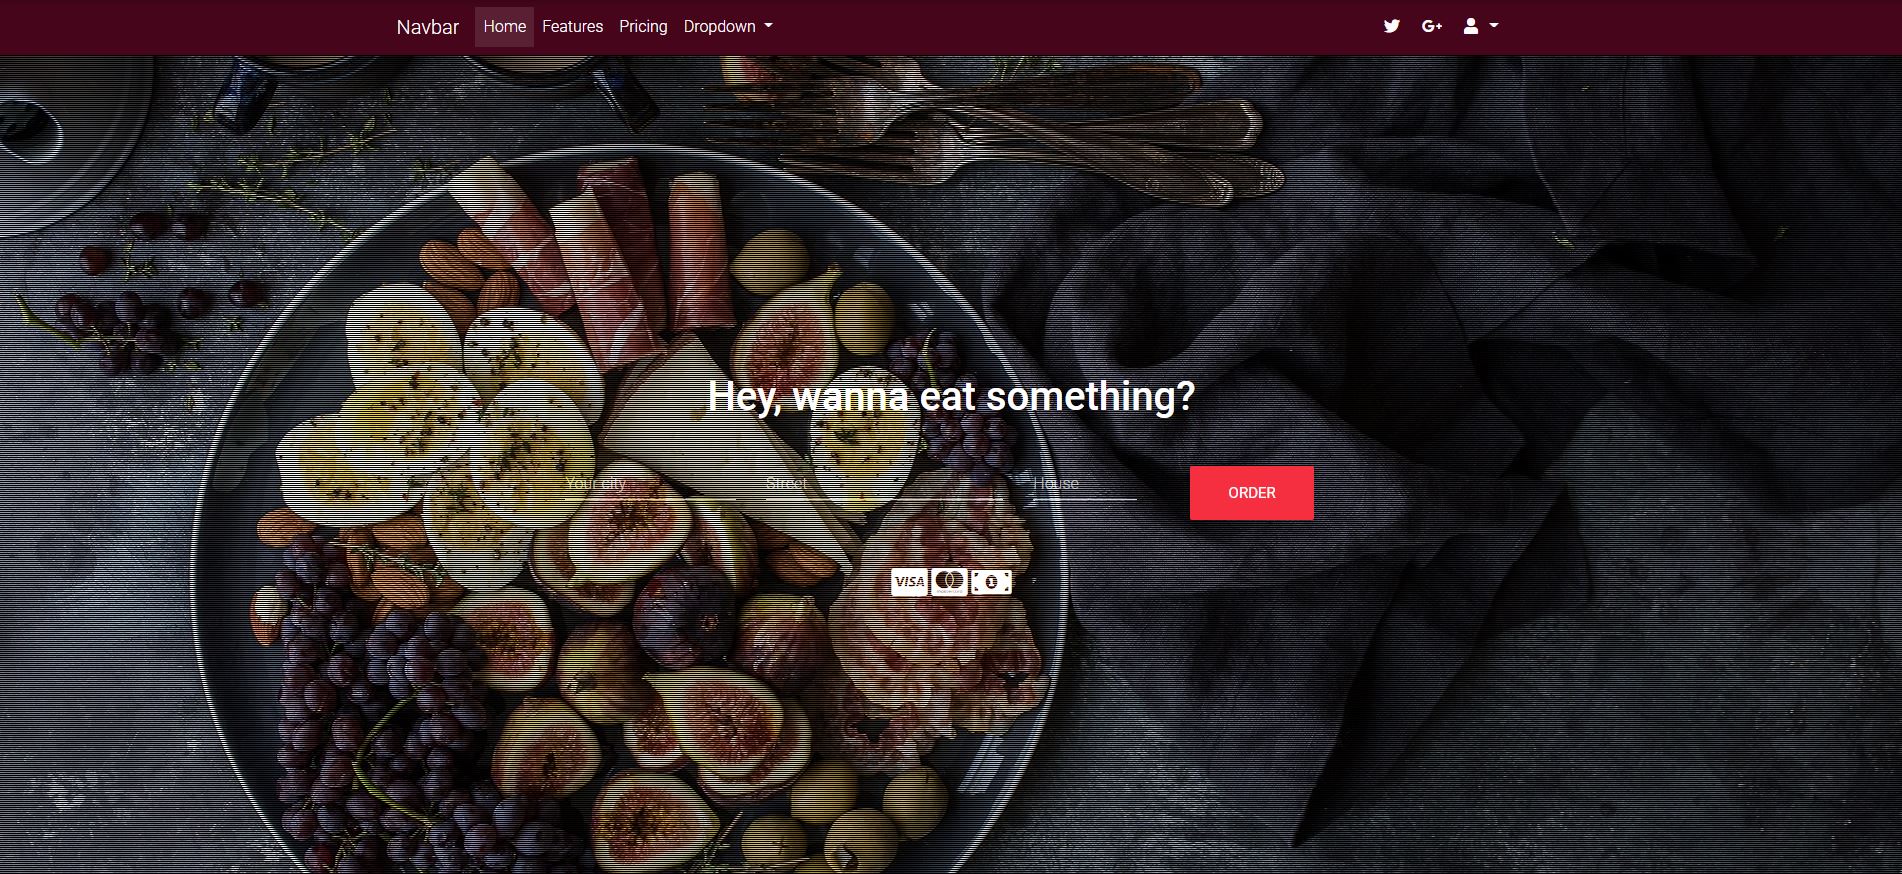 Navbar Home Features Pricing Dropdown
Hey, wanna eat something?
Your city Street House ORDER
VISA